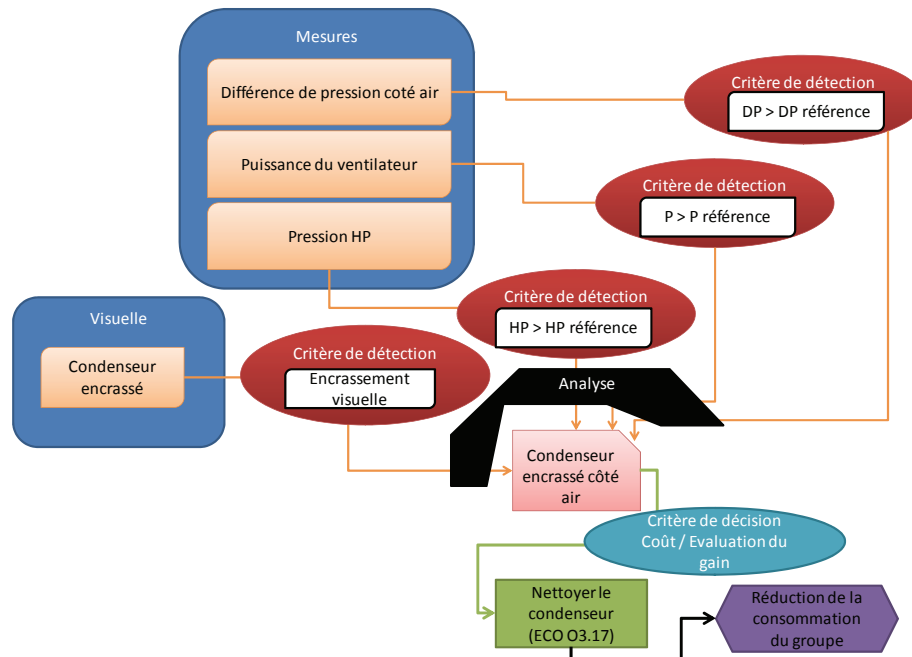 Mesures
Différence de pression coté air
Critère de détection
DP > DP référence
Puissance du ventilateur
Critère de détection
P > P référence
Pression HP
Critère de détection
HP > HP référence
Visuelle
Condenseur
encrassé
Critère de détection
Encrassement
visuelle
Analyse
Condenseur
encrassé côté
air
Critère de décision
Coût / Evaluation du
gain
Nettoyer le
condenseur
(ECO O3.17)
Réduction de la
consommation
du groupe